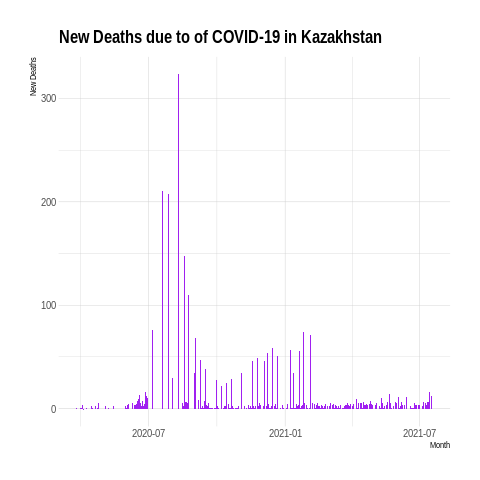 New Deaths due to of COVID-19 in Kazakhstan
New Deaths
300
200
100
0
2020-07
2021-01
2021-07
Month